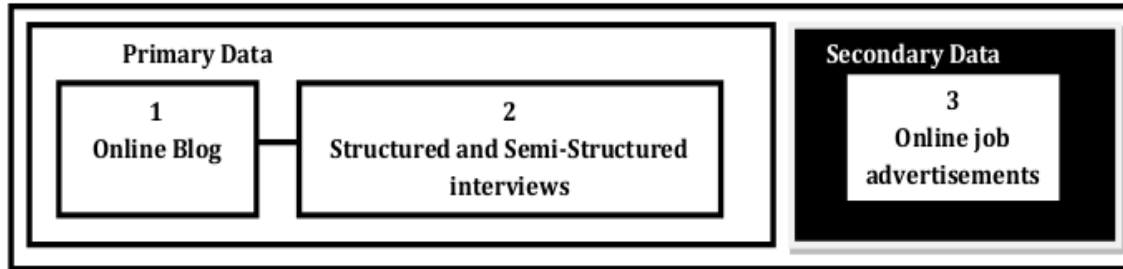 Primary Data
1
Online Blog
2
Structured and Semi-Structured
interviews
Secondary Data
3
Online job
advertisements